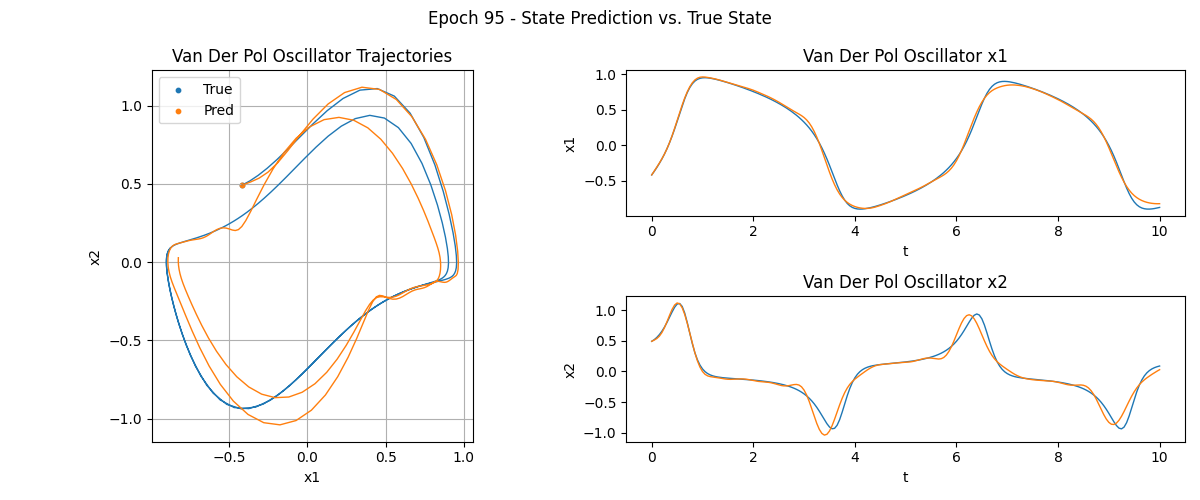 Epoch 95 - State Prediction vs. True State
Van Der Pol Oscillator Trajectories
True
Pred
1.0
0.5
0.0
−0.5
−1.0
x2
−0.5
0.0
0.5
1.0
x1
Van Der Pol Oscillator x1
1.0
0.5
0.0
−0.5
x1
0
2
4
6
8
10
t
Van Der Pol Oscillator x2
1.0
0.5
0.0
−0.5
−1.0
x2
0
2
4
6
8
10
t